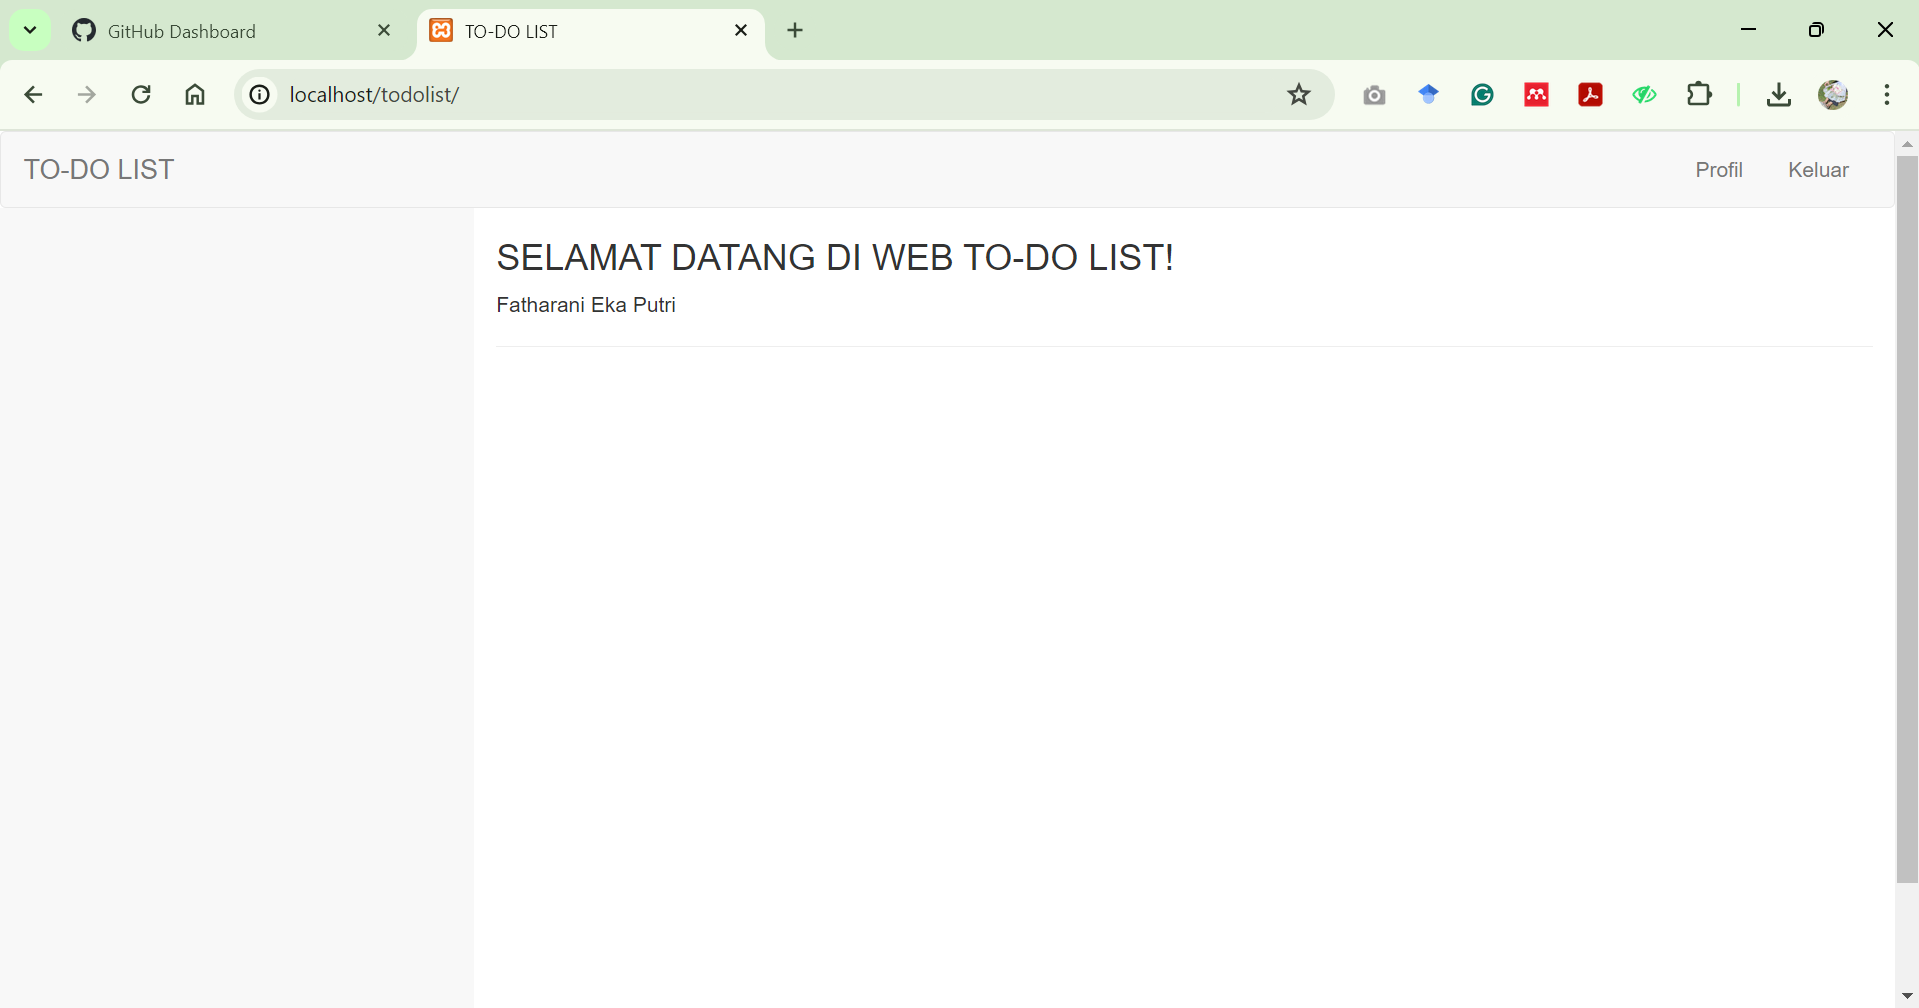 GitHub Dashboard
TO-DO LIST
localhost/todolist/
TO-DO LIST
Profil
Keluar
SELAMAT DATANG DI WEB TO-DO LIST!
Fatharani Eka Putri